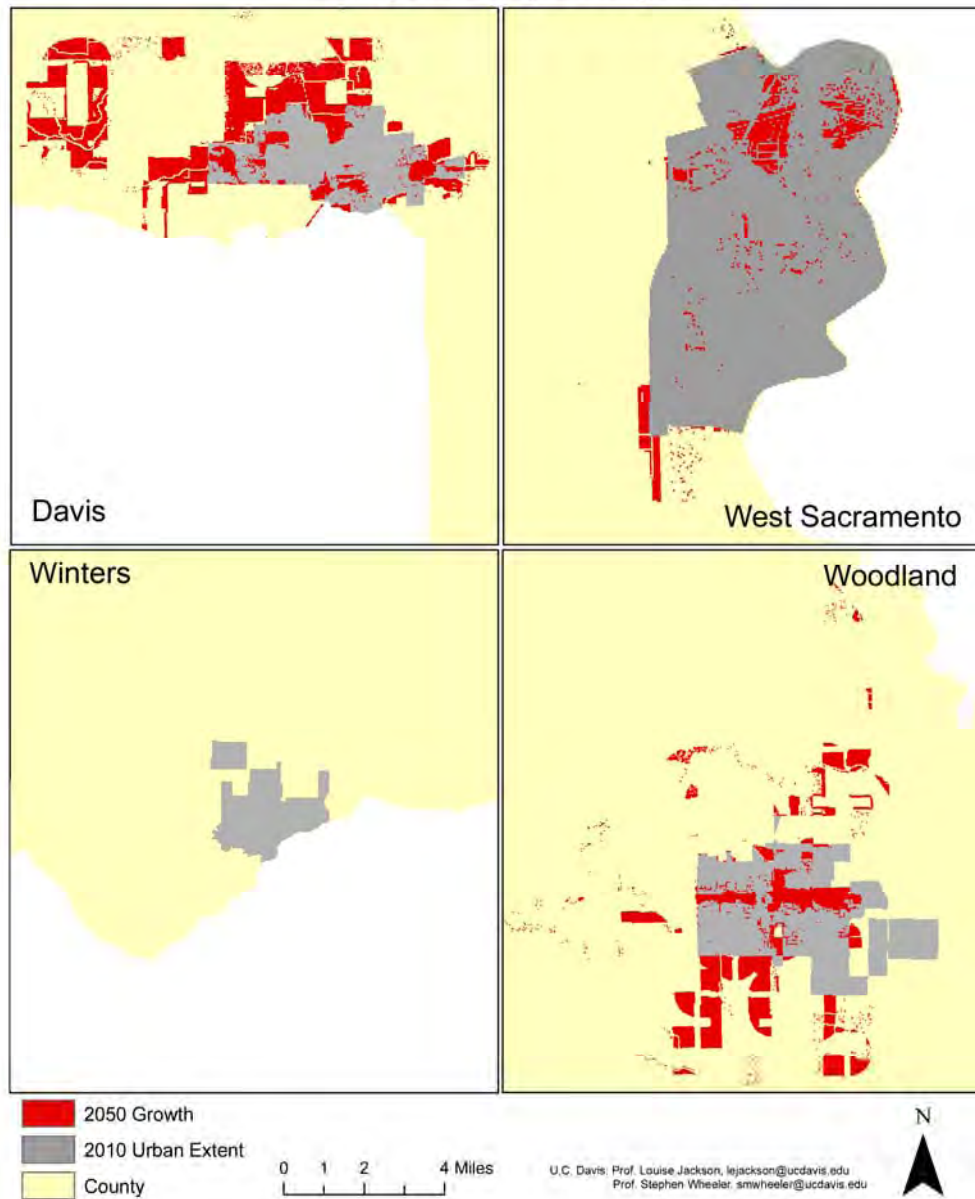 Davis
West Sacramento
Winters
Woodland
2050 Growth
2010 Urban Extent
County
0 1 2 4 Miles
U.C. Davis: Prof. Louise Jackson, lejackson@ucdavis.edu
Prof. Stephen Wheeler. smwheeler@ucdavis.edu
N